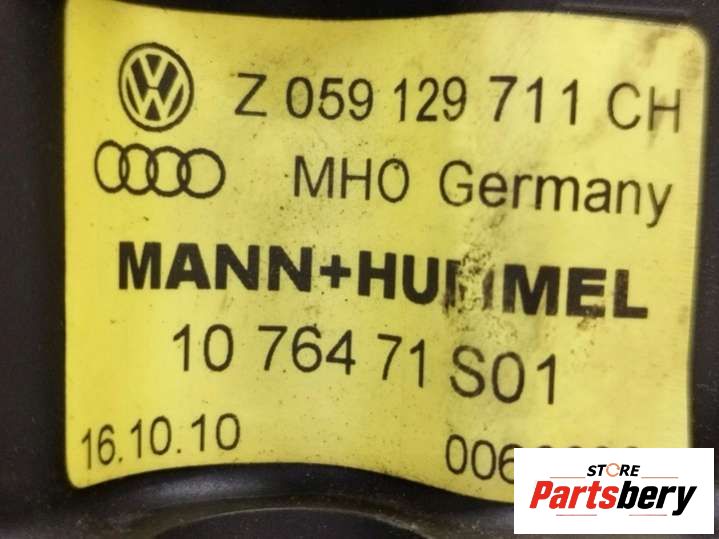 Z 059 129 711 CH
MHO Germany
MANN+HUMMEL
10 764 71 S01
16.10.10
STORE
Partsbery